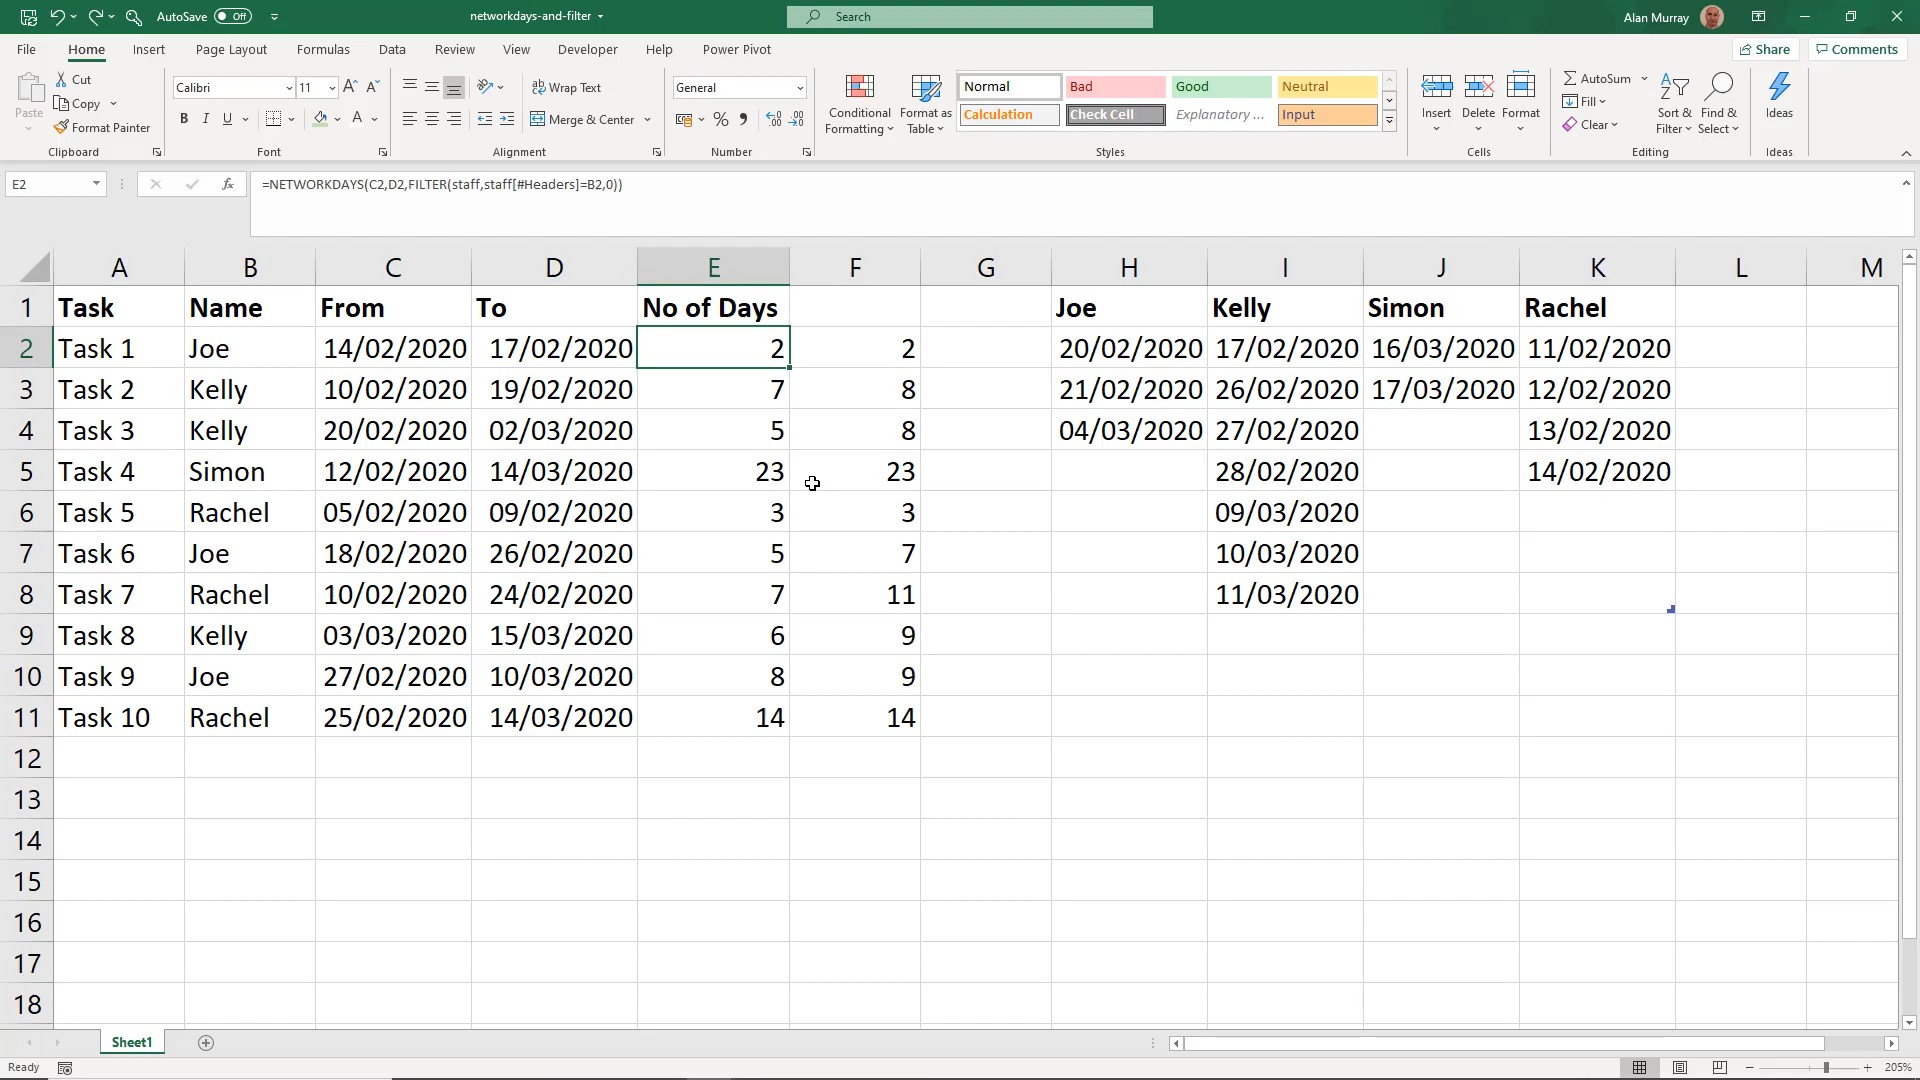 AutoSave Off networkdays-and-filter Search Alan Murray
File Home Insert Page Layout Formulas Data Review View Developer Help Power Pivot Share Comments
Paste Cut Copy Format Painter Clipboard
Calibri 11 B I U A Font
Wrap Text Merge & Center Alignment
General % Number
Conditional Formatting Format as Table
Normal Bad Good Neutral
Calculation Check Cell Explanatory ... Input
Styles
Insert Delete Format Cells
AutoSum Fill Clear Sort & Filter Find & Select Editing
Ideas Ideas
E2 fx =NETWORKDAYS(C2,D2,FILTER(staff,staff[#Headers]=B2,0))
A B C D E F G H I J K L M
1 Task Name From To No of Days Joe Kelly Simon Rachel
2 Task 1 Joe 14/02/2020 17/02/2020 2 2 20/02/2020 17/02/2020 16/03/2020 11/02/2020
3 Task 2 Kelly 10/02/2020 19/02/2020 7 8 21/02/2020 26/02/2020 17/03/2020 12/02/2020
4 Task 3 Kelly 20/02/2020 02/03/2020 5 8 04/03/2020 27/02/2020 13/02/2020
5 Task 4 Simon 12/02/2020 14/03/2020 23 23 28/02/2020 14/02/2020
6 Task 5 Rachel 05/02/2020 09/02/2020 3 3 09/03/2020
7 Task 6 Joe 18/02/2020 26/02/2020 5 7 10/03/2020
8 Task 7 Rachel 10/02/2020 24/02/2020 7 11 11/03/2020
9 Task 8 Kelly 03/03/2020 15/03/2020 6 9
10 Task 9 Joe 27/02/2020 10/03/2020 8 9
11 Task 10 Rachel 25/02/2020 14/03/2020 14 14
12
13
14
15
16
17
18
Sheet1
Ready 205%